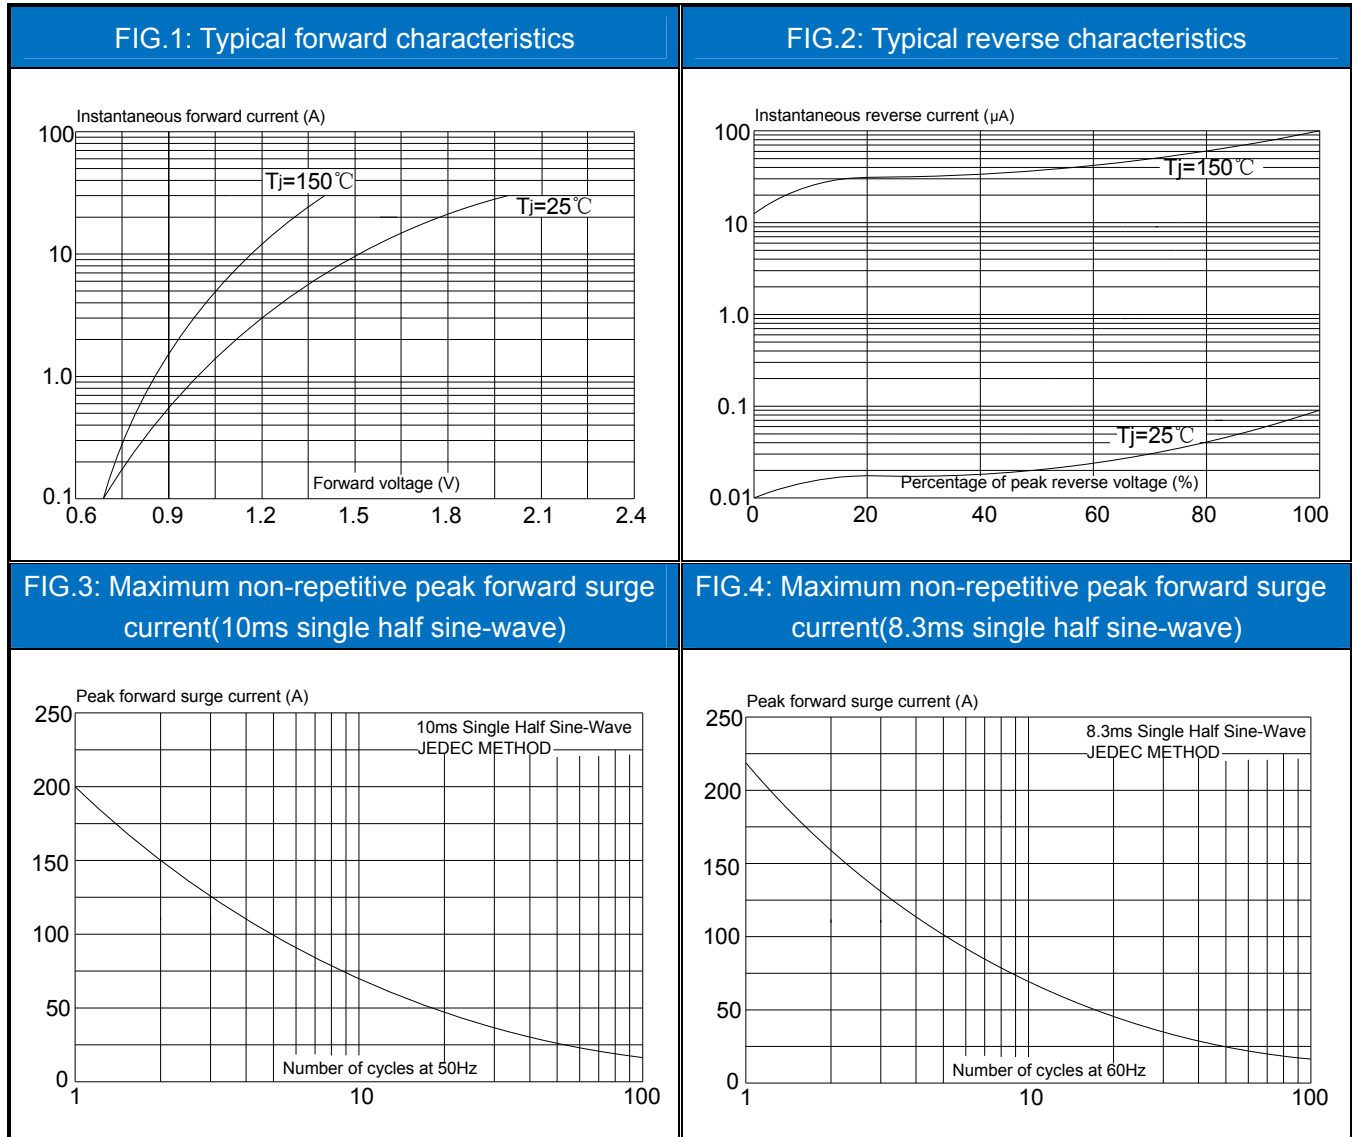 FIG.1: Typical forward characteristics
FIG.2: Typical reverse characteristics
Instantaneous forward current (A)
100
10
1.0
0.1
Tj=150℃
Tj=25℃
Forward voltage (V)
0.6 0.9 1.2 1.5 1.8 2.1 2.4
Instantaneous reverse current (μA)
100
10
1.0
0.1
0.01
Tj=150℃
Tj=25℃
Percentage of peak reverse voltage (%)
0 20 40 60 80 100
FIG.3: Maximum non-repetitive peak forward surge
current(10ms single half sine-wave)
FIG.4: Maximum non-repetitive peak forward surge
current(8.3ms single half sine-wave)
Peak forward surge current (A)
250
200
150
100
50
0
10ms Single Half Sine-Wave
JEDEC METHOD
Number of cycles at 50Hz
1 10 100
Peak forward surge current (A)
250
200
150
100
50
0
8.3ms Single Half Sine-Wave
JEDEC METHOD
Number of cycles at 60Hz
1 10 100